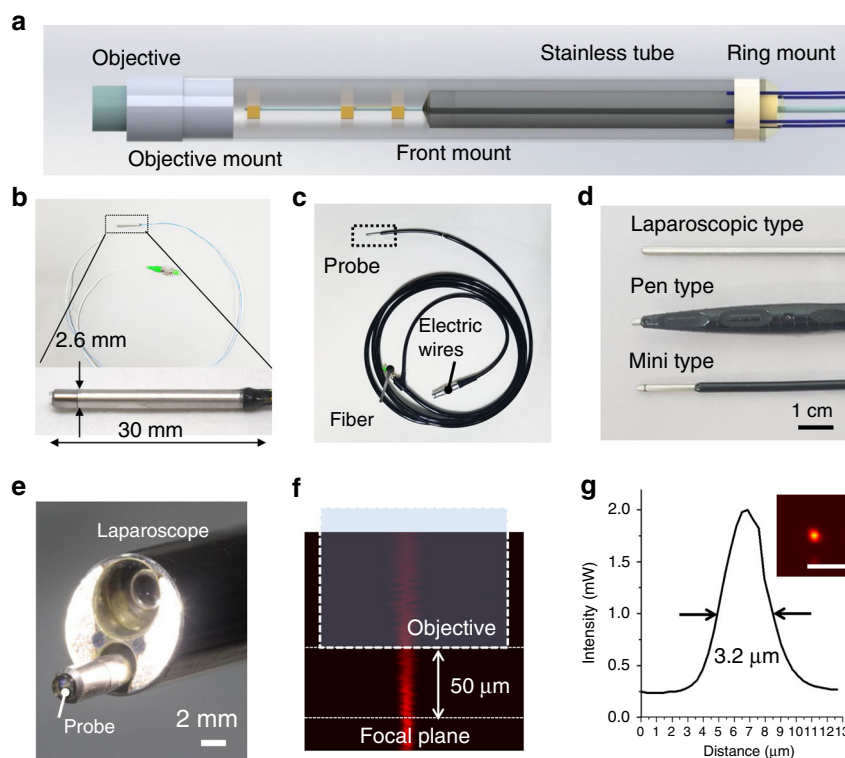 a
Objective
Stainless tube
Ring mount
Objective mount
Front mount
b
2.6 mm
30 mm
c
Probe
Electric
wires
Fiber
d
Laparoscopic type
Pen type
Mini type
1 cm
e
Laparoscope
Probe
2 mm
f
Objective
50 μm
Focal plane
g
Intensity (mW)
2.0
1.5
1.0
0.5
0.0
3.2 μm
0 1 2 3 4 5 6 7 8 9 10 11 12 13
Distance (μm)